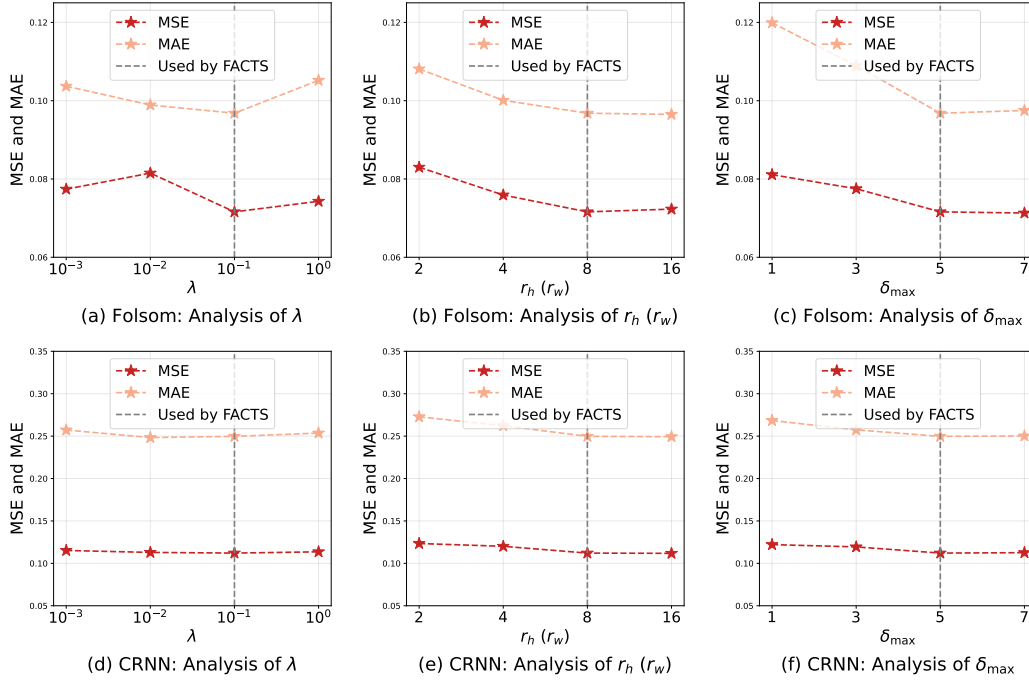 0.12
0.10
0.08
0.06
MSE and MAE
MSE
MAE
Used by FACTS
10⁻³ 10⁻² 10⁻¹ 10⁰
λ
(a) Folsom: Analysis of λ
0.12
0.10
0.08
0.06
MSE and MAE
MSE
MAE
Used by FACTS
2 4 8 16
r_h (r_w)
(b) Folsom: Analysis of r_h (r_w)
0.12
0.10
0.08
0.06
MSE and MAE
MSE
MAE
Used by FACTS
1 3 5 7
δ_max
(c) Folsom: Analysis of δ_max
0.35
0.30
0.25
0.20
0.15
0.10
0.05
MSE and MAE
MSE
MAE
Used by FACTS
10⁻³ 10⁻² 10⁻¹ 10⁰
λ
(d) CRNN: Analysis of λ
0.35
0.30
0.25
0.20
0.15
0.10
0.05
MSE and MAE
MSE
MAE
Used by FACTS
2 4 8 16
r_h (r_w)
(e) CRNN: Analysis of r_h (r_w)
0.35
0.30
0.25
0.20
0.15
0.10
0.05
MSE and MAE
MSE
MAE
Used by FACTS
1 3 5 7
δ_max
(f) CRNN: Analysis of δ_max